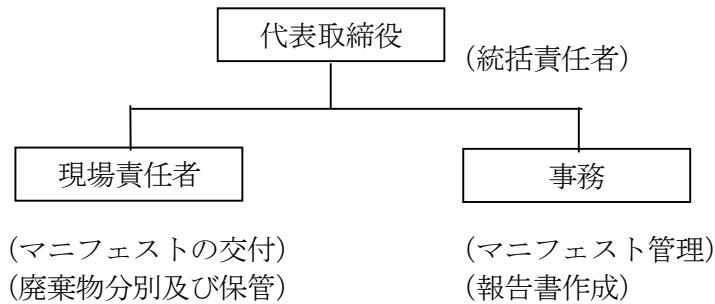 代表取締役
(統括責任者)
現場責任者
事務
(マニフェストの交付)
(廃棄物分別及び保管)
(マニフェスト管理)
(報告書作成)